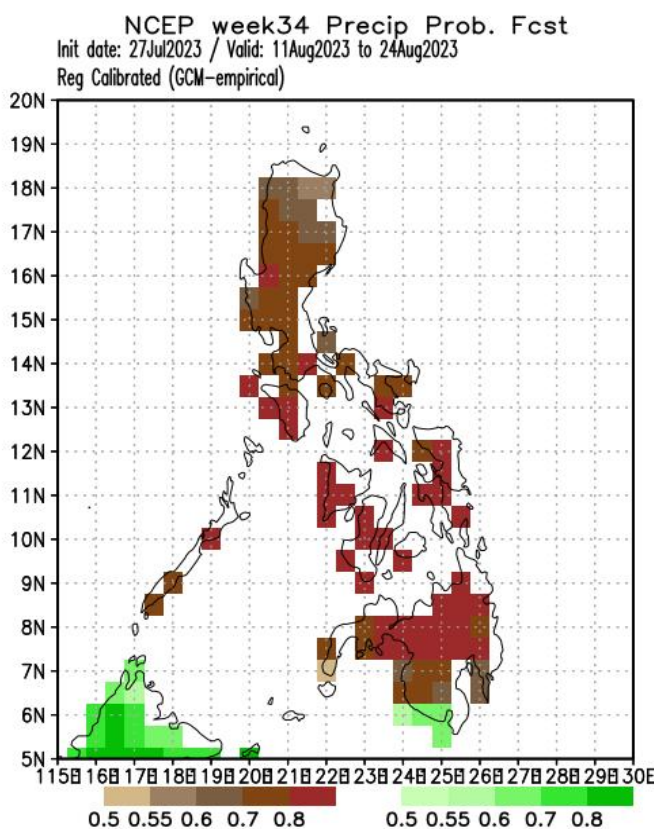 NCEP week34 Precip Prob. Fcst
Init date: 27Jul2023 / Valid: 11Aug2023 to 24Aug2023
Reg Calibrated (GCM-empirical)
20N
19N
18N
17N
16N
15N
14N
13N
12N
11N
10N
9N
8N
7N
6N
5N
115E 116E 117E 118E 119E 120E 121E 122E 123E 124E 125E 126E 127E 128E 129E 130E
0.5 0.55 0.6 0.7 0.8 0.5 0.55 0.6 0.7 0.8